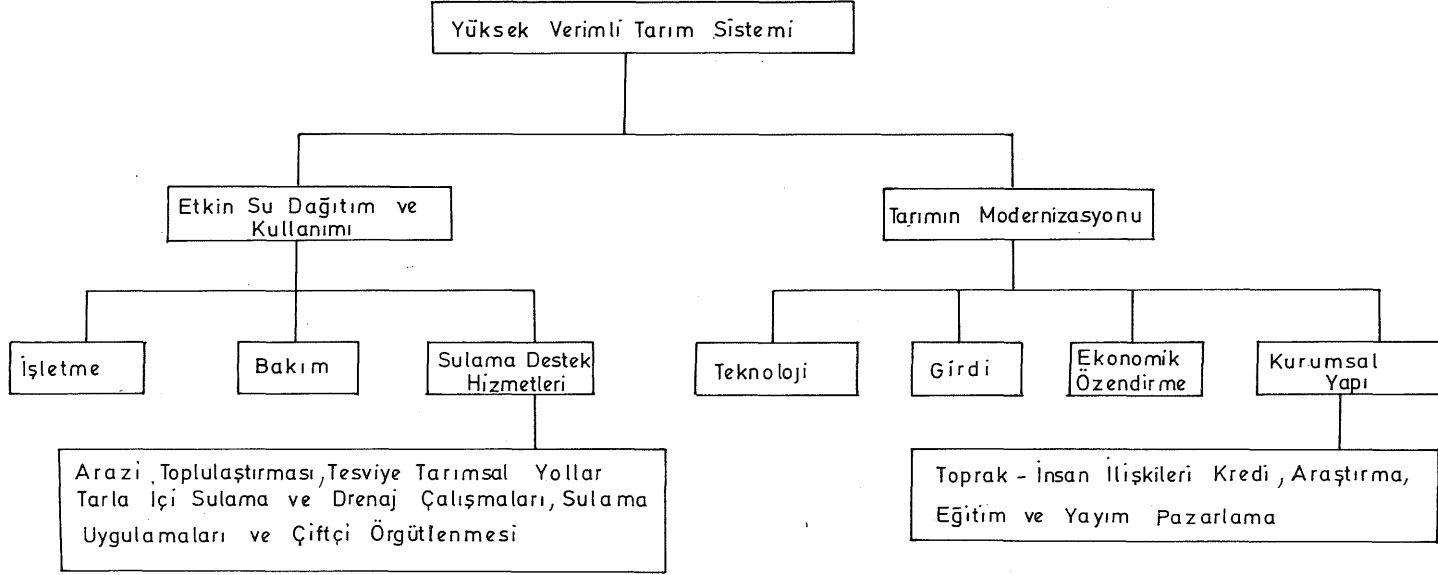 Yüksek Verimli Tarım Sistemi
Etkin Su Dağıtım ve
Kullanımı
Tarımın Modernizasyonu
İşletme
Bakım
Sulama Destek
Hizmetleri
Teknoloji
Girdi
Ekonomik
Özendirme
Kurumsal
Yapı
Arazi Toplulaştırması, Tesviye Tarımsal Yollar
Tarla İçi Sulama ve Drenaj Çalışmaları, Sulama
Uygulamaları ve Çiftçi Örgütlenmesi
Toprak - İnsan İlişkileri Kredi, Araştırma,
Eğitim ve Yayım Pazarlama